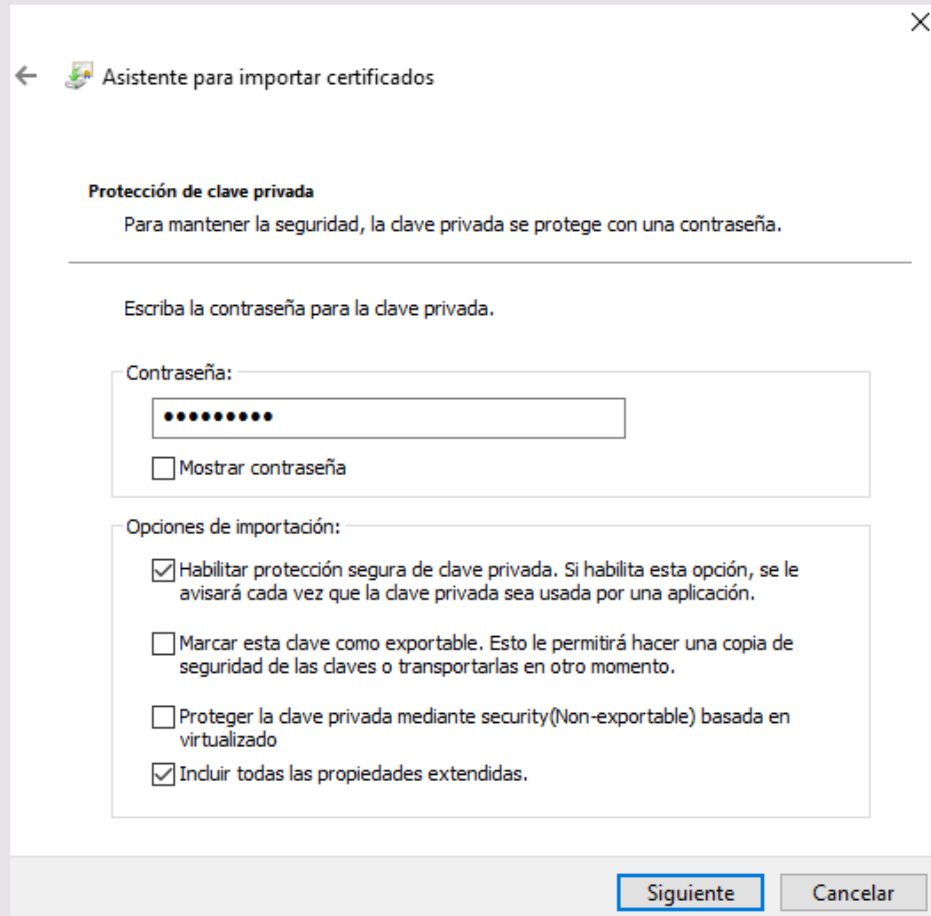 Asistente para importar certificados
Protección de clave privada
Para mantener la seguridad, la clave privada se protege con una contraseña.
Escriba la contraseña para la clave privada.
Contraseña:
•••••••••
Mostrar contraseña
Opciones de importación:
Habilitar protección segura de clave privada. Si habilita esta opción, se le
avisará cada vez que la clave privada sea usada por una aplicación.
Marcar esta clave como exportable. Esto le permitirá hacer una copia de
seguridad de las claves o transportarlas en otro momento.
Proteger la clave privada mediante security(Non-exportable) basada en
virtualizado
Incluir todas las propiedades extendidas.
Siguiente
Cancelar